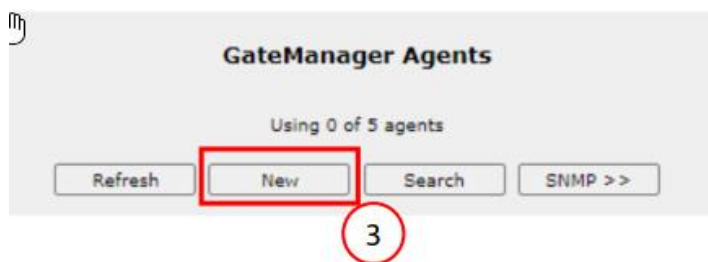 GateManager Agents
Using 0 of 5 agents
Refresh New Search SNMP >>
3